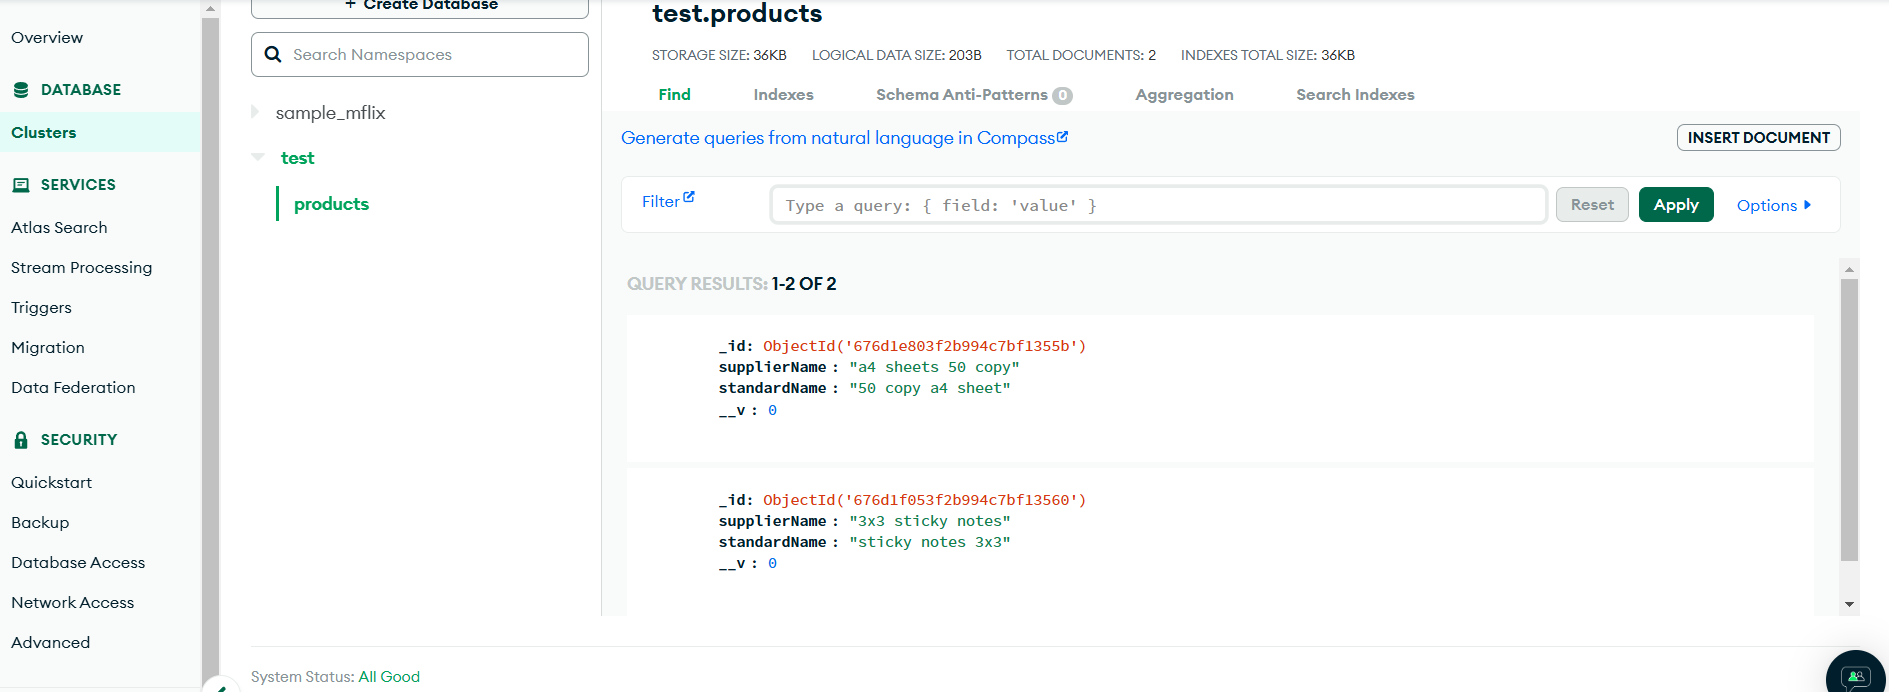 Overview
DATABASE
Clusters
SERVICES
Atlas Search
Stream Processing
Triggers
Migration
Data Federation
SECURITY
Quickstart
Backup
Database Access
Network Access
Advanced
+ Create Database
Search Namespaces
sample_mflix
test
products
test.products
STORAGE SIZE: 36KB LOGICAL DATA SIZE: 203B TOTAL DOCUMENTS: 2 INDEXES TOTAL SIZE: 36KB
Find Indexes Schema Anti-Patterns 0 Aggregation Search Indexes
Generate queries from natural language in Compass
INSERT DOCUMENT
Filter Type a query: { field: 'value' } Reset Apply Options
QUERY RESULTS: 1-2 OF 2
_id: ObjectId('676d1e803f2b994c7bf1355b')
supplierName : "a4 sheets 50 copy"
standardName : "50 copy a4 sheet"
__v : 0
_id: ObjectId('676d1f053f2b994c7bf13560')
supplierName : "3x3 sticky notes"
standardName : "sticky notes 3x3"
__v : 0
System Status: All Good